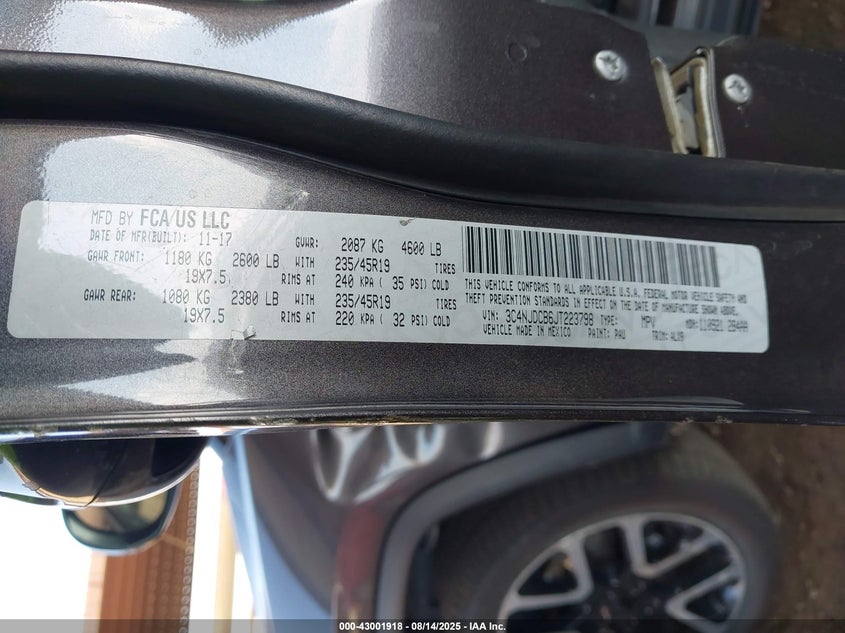 MFD BY FCA US LLC
DATE OF MFR(BUILT): 11-17 GVWR: 2087 KG 4600 LB
GAWR FRONT: 1180 KG 2600 LB WITH 235/45R19 TIRES
19X7.5 RIMS AT 240 KPA ( 35 PSI) COLD
GAWR REAR: 1080 KG 2380 LB WITH 235/45R19 TIRES
19X7.5 RIMS AT 220 KPA ( 32 PSI) COLD
THIS VEHICLE CONFORMS TO ALL APPLICABLE U.S.A. FEDERAL MOTOR VEHICLE SAFETY AND
THEFT PREVENTION STANDARDS IN EFFECT ON THE DATE OF MANUFACTURE SHOWN ABOVE.
VIN: 3C4NJDCB6JT223798 TYPE: MPV MDH:
VEHICLE MADE IN MEXICO PAINT: PAU TRIM:
000-43001918 - 08/14/2025 - IAA Inc.